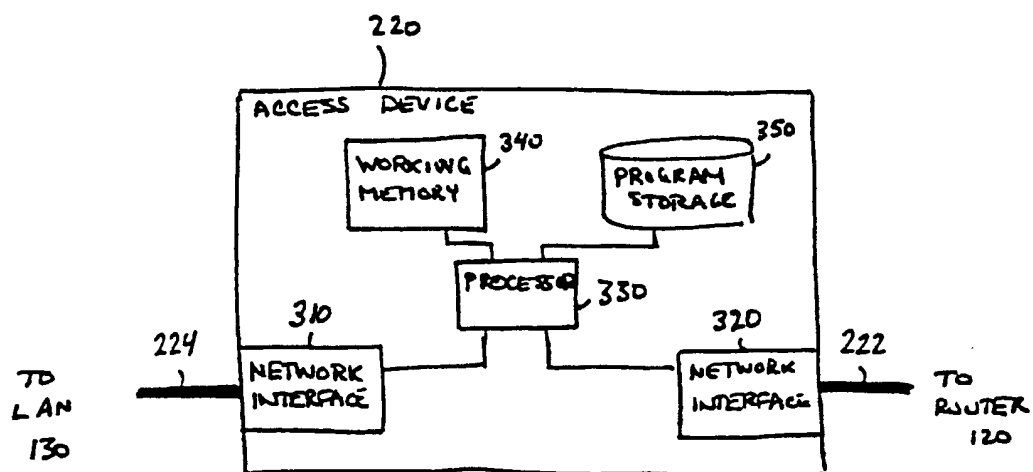 220
ACCESS DEVICE
WORKING
MEMORY
340
PROGRAM
STORAGE
350
PROCESSOR
330
310
NETWORK
INTERFACE
320
NETWORK
INTERFACE
224
TO
LAN
130
222
TO
ROUTER
120